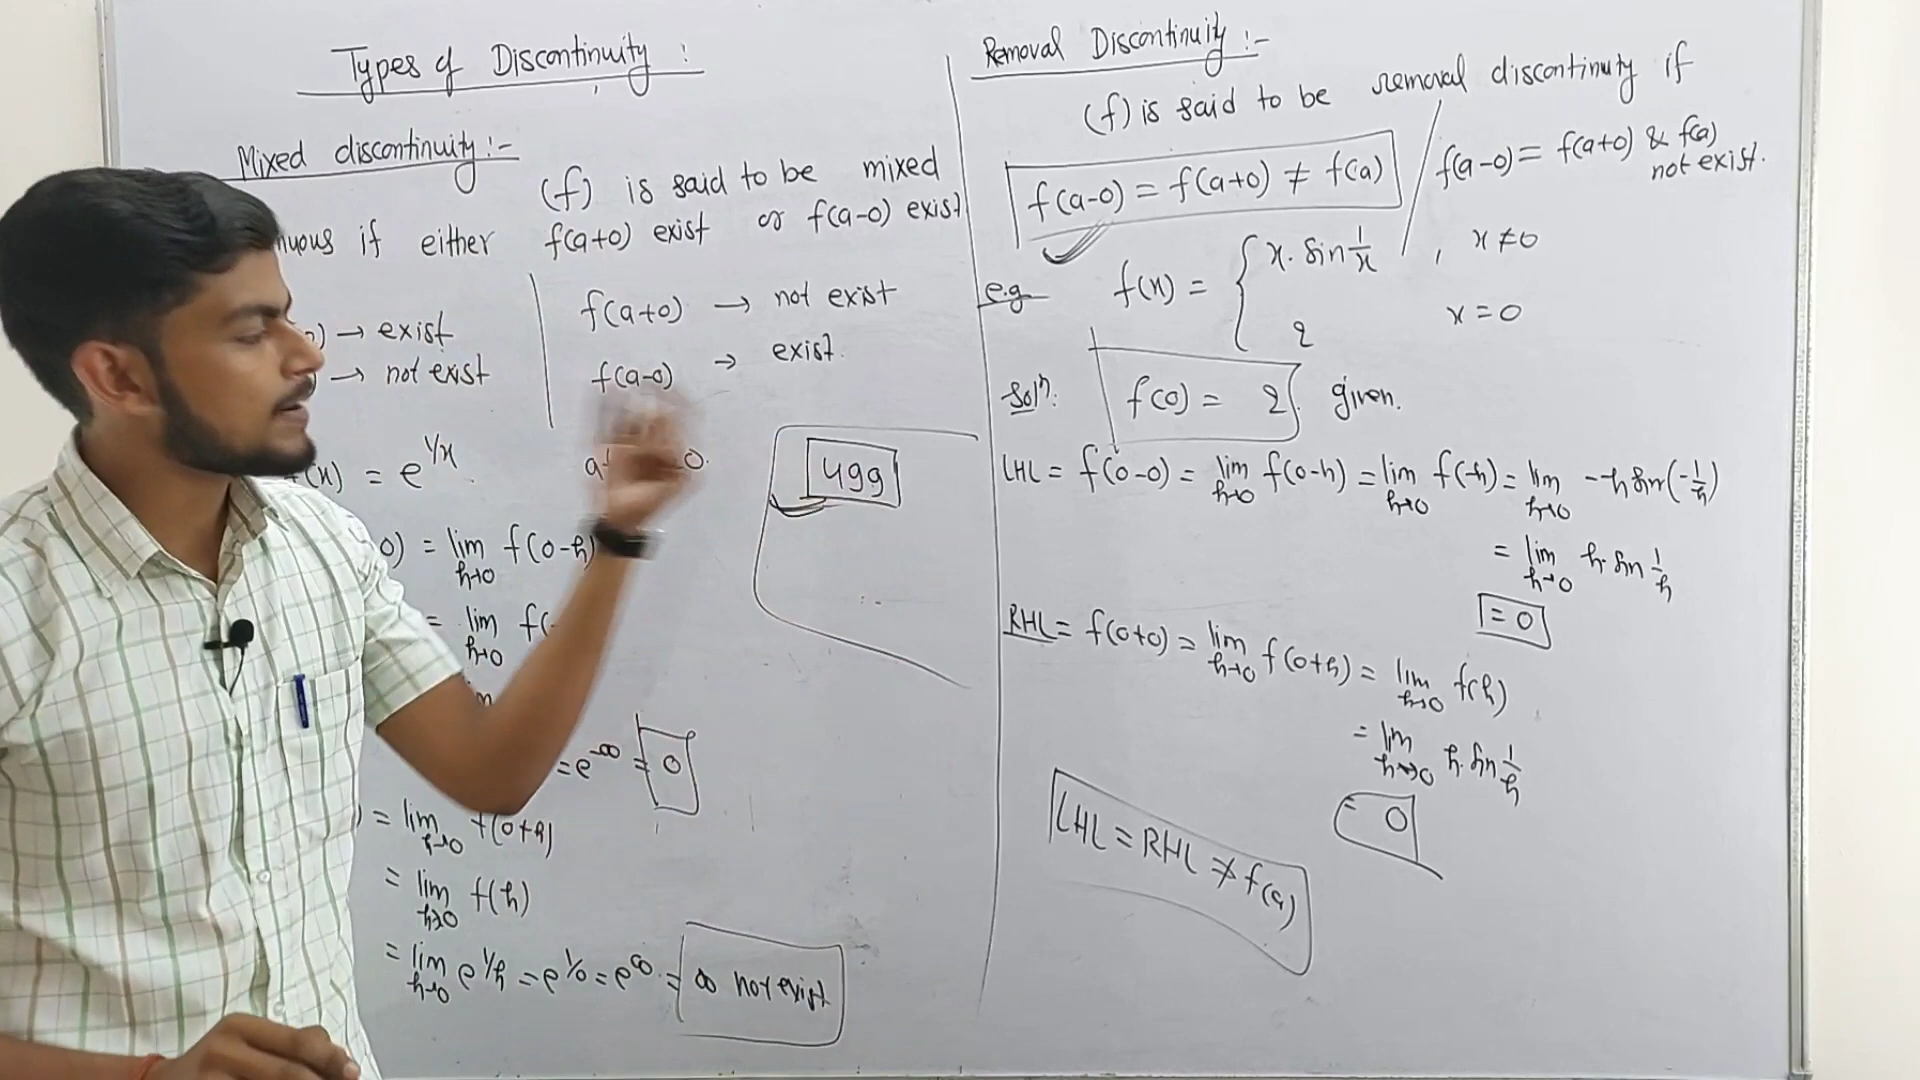 Types of Discontinuity :
Mixed discontinuity :-
(f) is said to be mixed
nuous if either f(a+0) exist or f(a-0) exist
) → exist
) → not exist
f(a+0) → not exist
f(a-0) → exist.
(x) = e^1/x .
0.
499
0) = lim h→0 f(0-h)
= lim h→0 f(-
= e^-∞ = 0
) = lim h→0 f(0+h)
= lim h→0 f(h)
= lim h→0 e^1/h = e^1/0 = e^∞ = ∞ not exist
Removal Discontinuity :-
(f) is said to be removal discontinuty if
f(a-0) = f(a+0) ≠ f(a) / f(a-0) = f(a+0) & f(a)
not exist.
e.g f(x) = { x. sin 1/x , x ≠ 0
2 x = 0
Solⁿ: f(0) = 2 given.
LHL = f(0-0) = lim h→0 f(0-h) = lim h→0 f(-h) = lim h→0 -h sin(-1/h)
= lim h→0 h. sin 1/h
= 0
RHL = f(0+0) = lim h→0 f(0+h) = lim h→0 f(h)
= lim h→0 h. sin 1/h
= 0
LHL = RHL ≠ f(a)